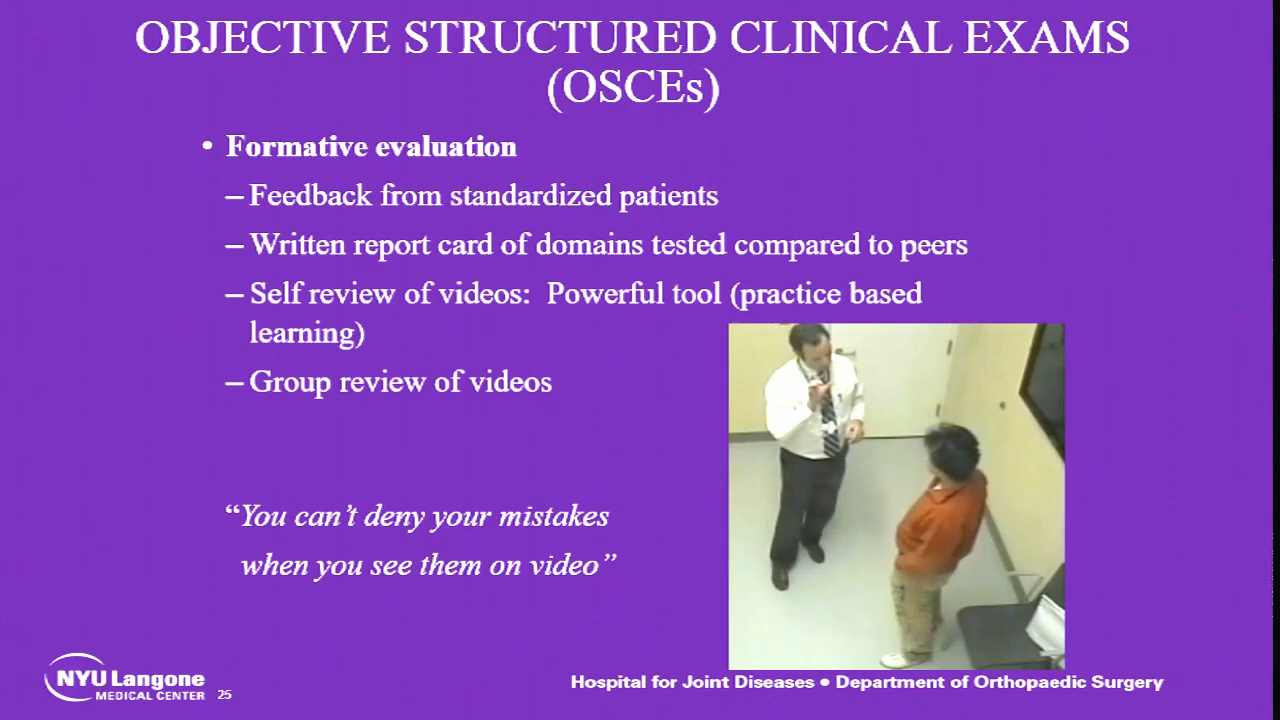 OBJECTIVE STRUCTURED CLINICAL EXAMS
(OSCEs)
• Formative evaluation
– Feedback from standardized patients
– Written report card of domains tested compared to peers
– Self review of videos: Powerful tool (practice based
learning)
– Group review of videos
“You can’t deny your mistakes
when you see them on video”
NYU Langone
MEDICAL CENTER
25
Hospital for Joint Diseases • Department of Orthopaedic Surgery